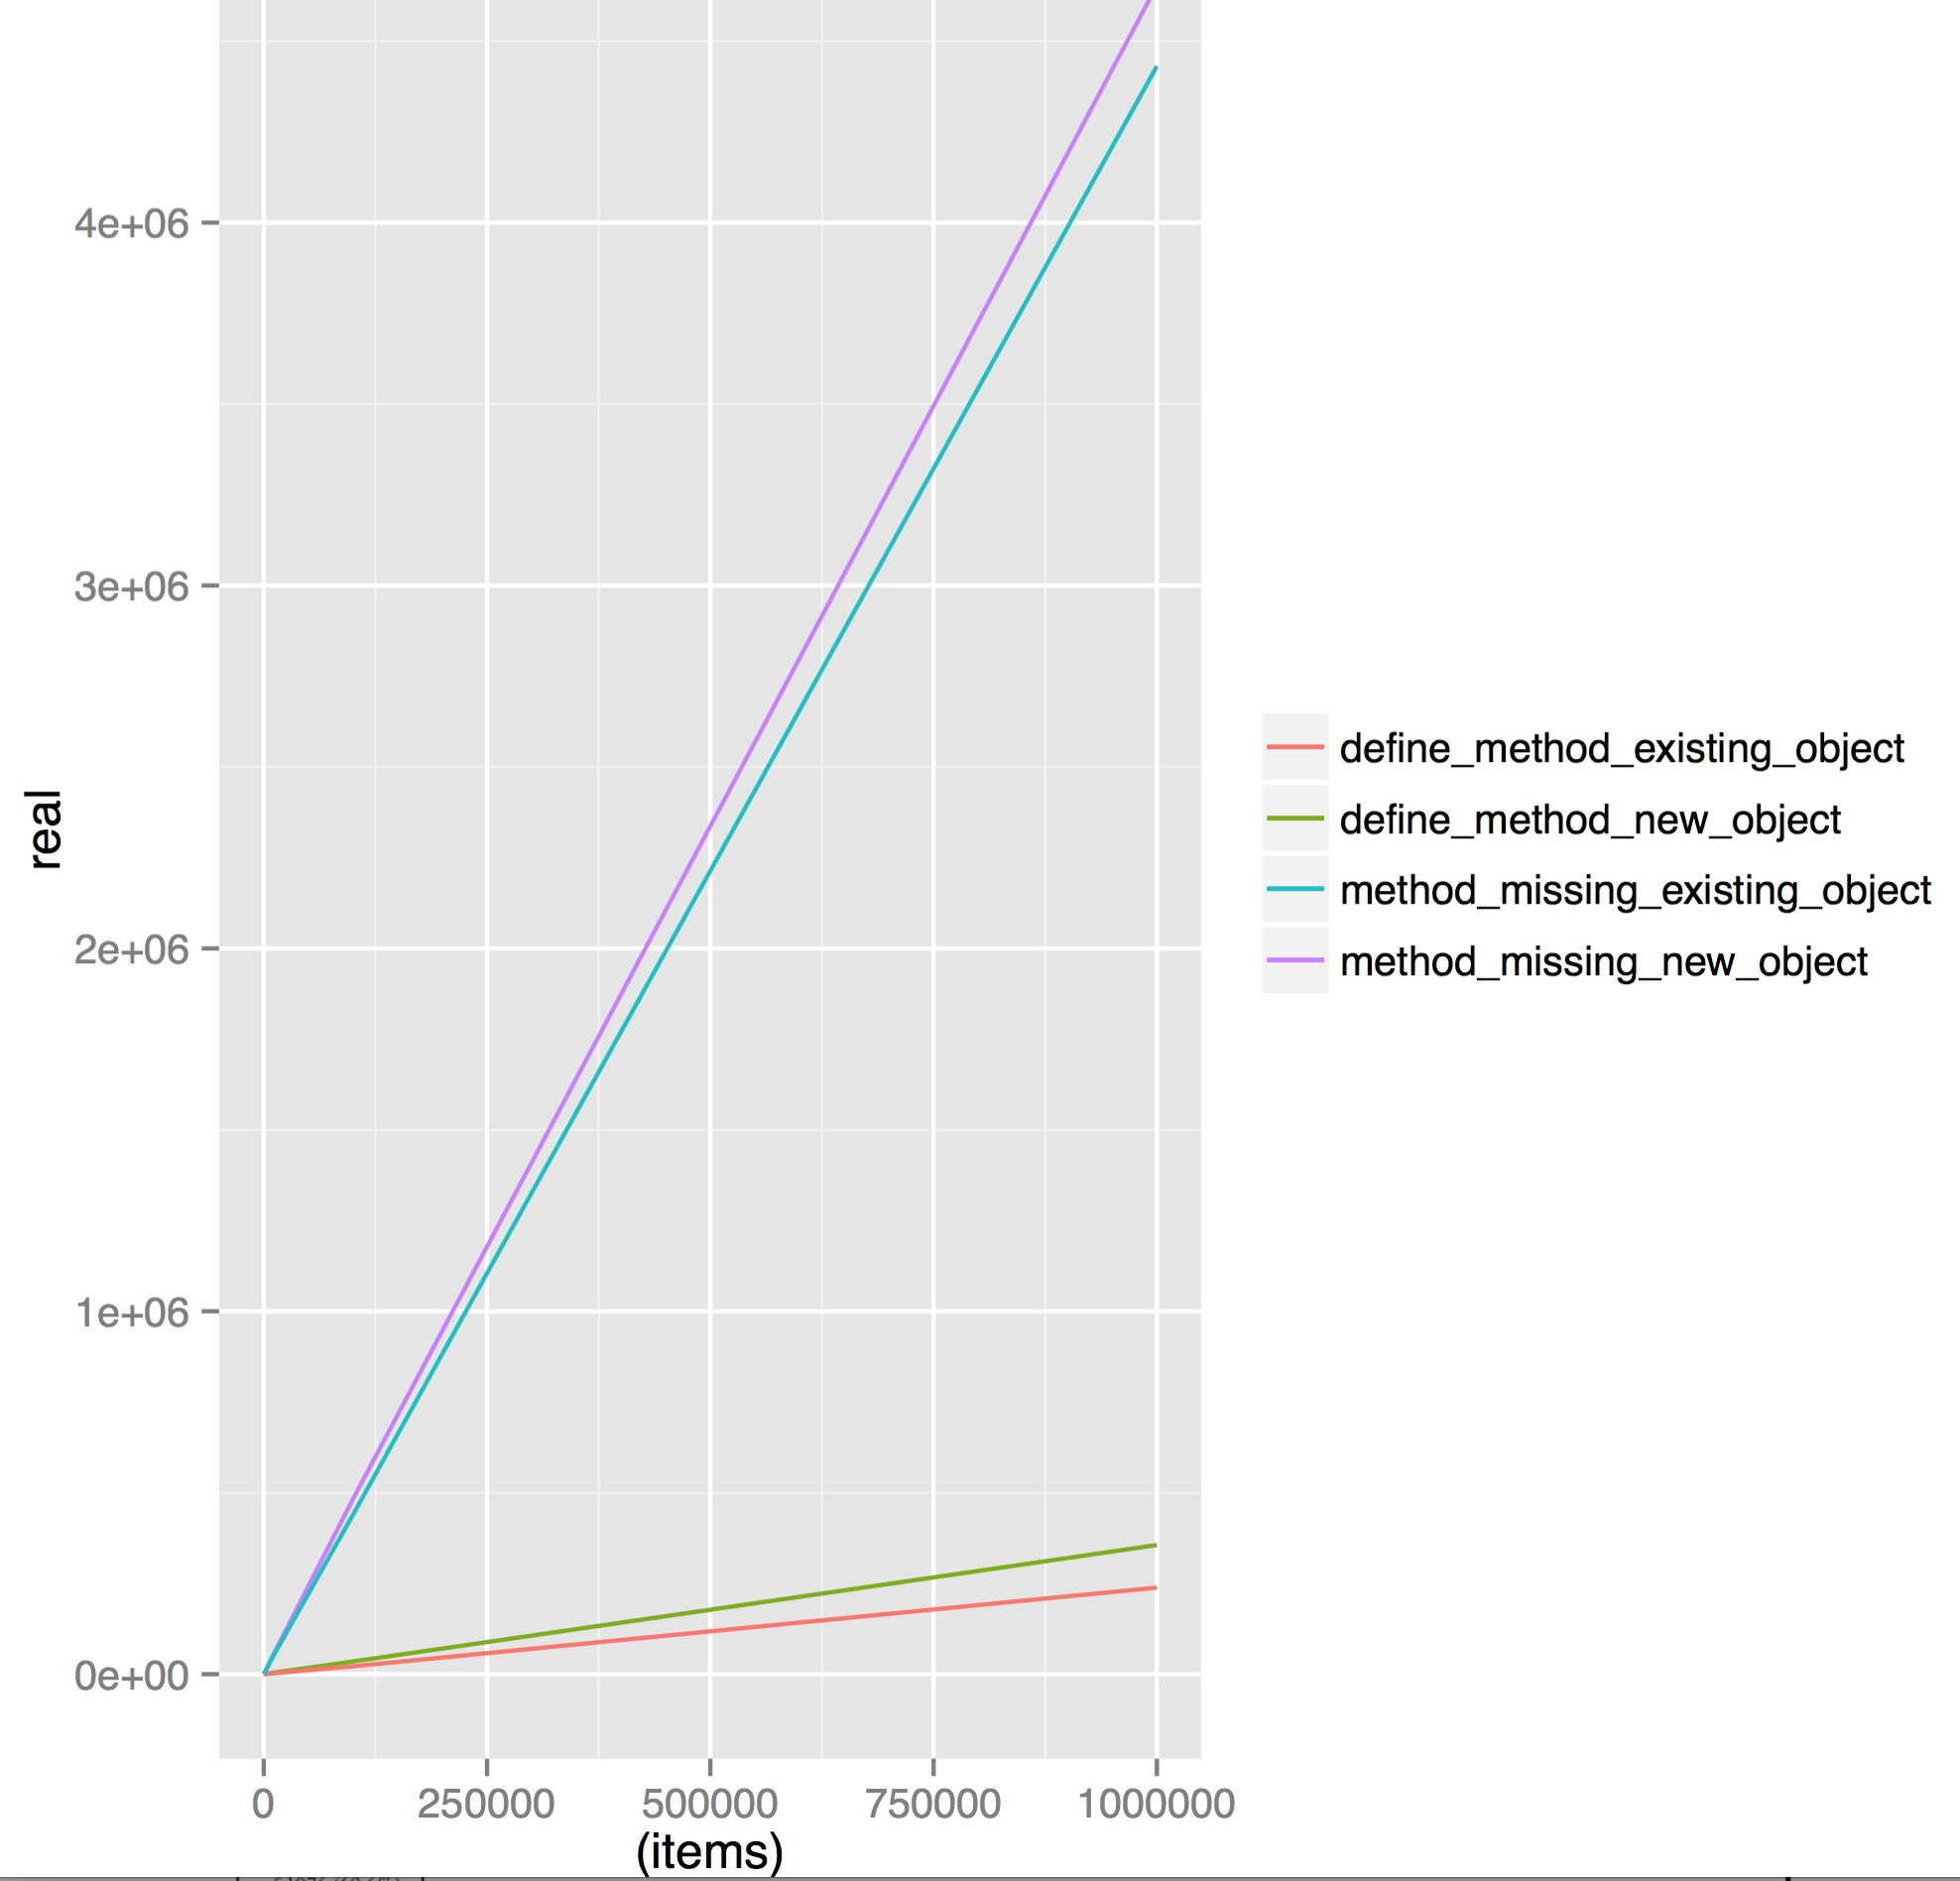 4e+06
3e+06
2e+06
1e+06
0e+00
real
0 250000 500000 750000 1000000
(items)
define_method_existing_object
define_method_new_object
method_missing_existing_object
method_missing_new_object